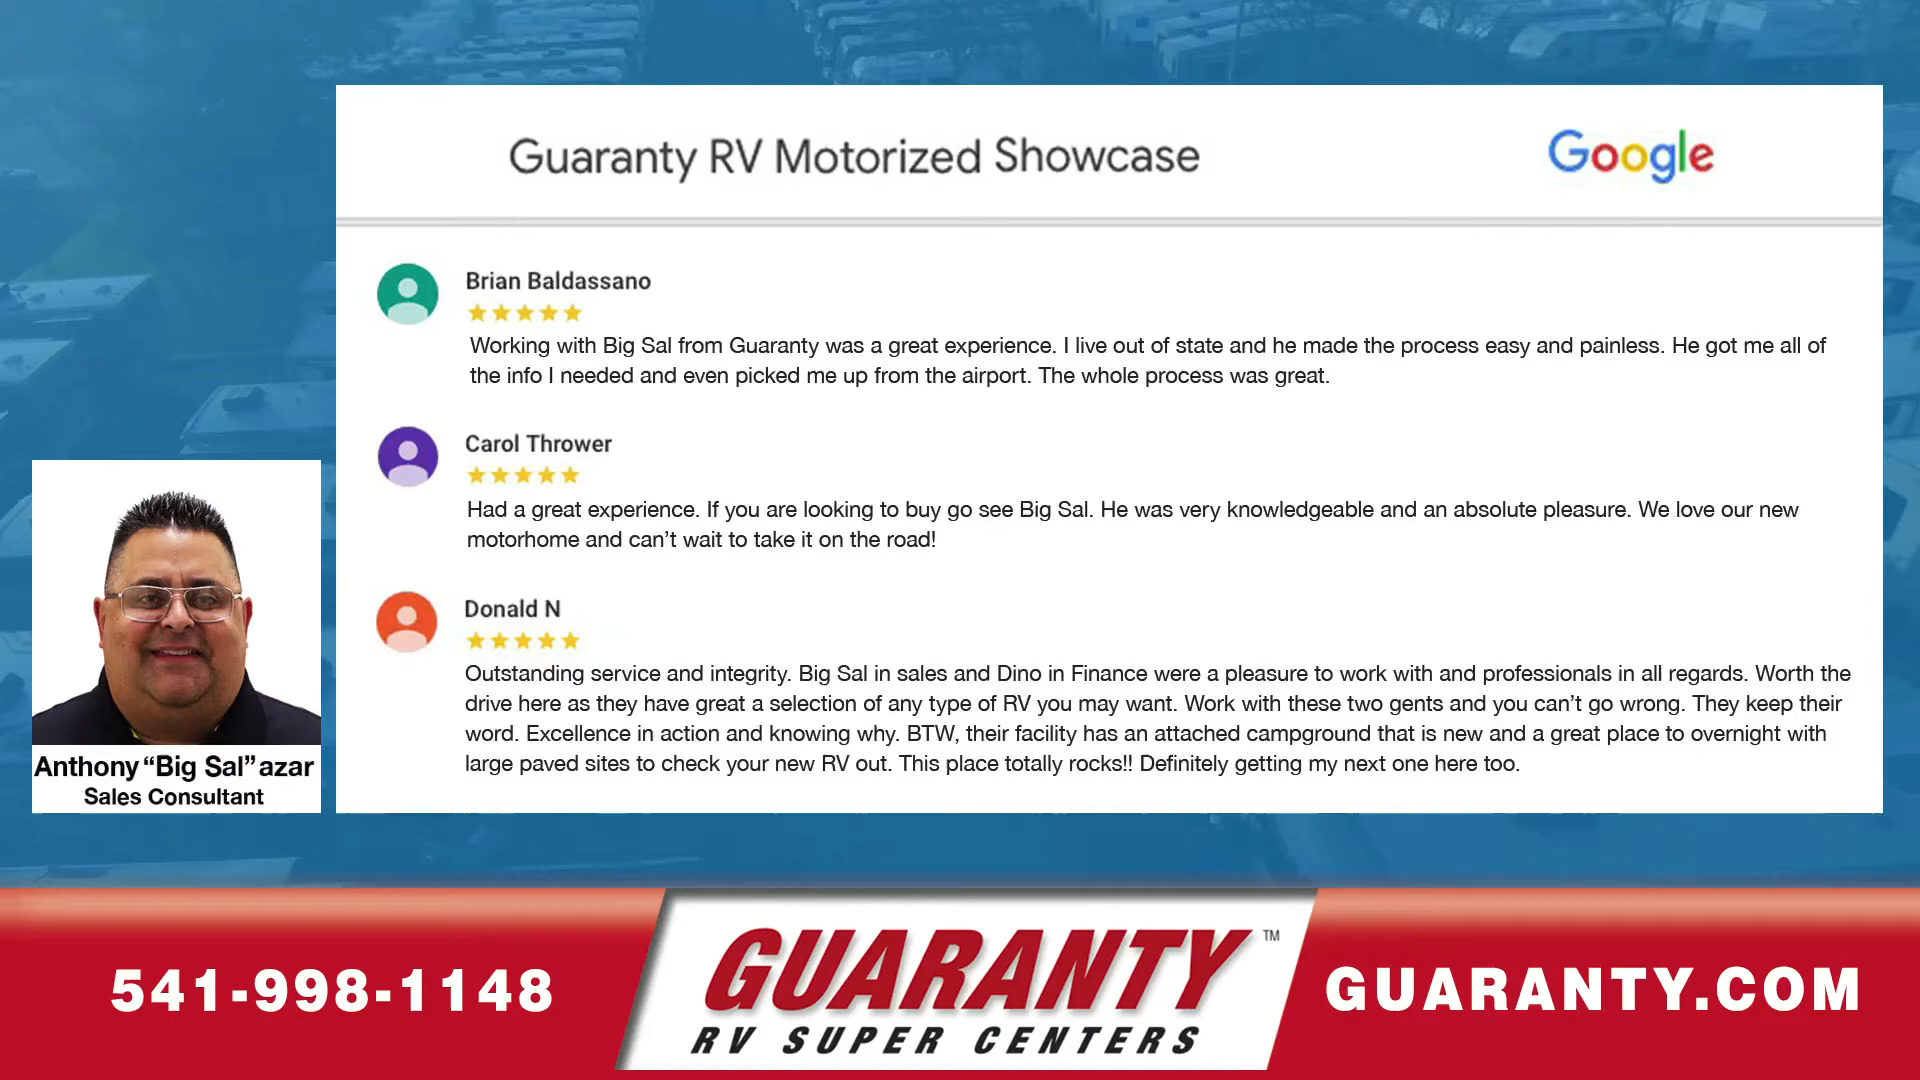 Guaranty RV Motorized Showcase
Google
Brian Baldassano
Working with Big Sal from Guaranty was a great experience. I live out of state and he made the process easy and painless. He got me all of
the info I needed and even picked me up from the airport. The whole process was great.
Carol Thrower
Had a great experience. If you are looking to buy go see Big Sal. He was very knowledgeable and an absolute pleasure. We love our new
motorhome and can’t wait to take it on the road!
Donald N
Outstanding service and integrity. Big Sal in sales and Dino in Finance were a pleasure to work with and professionals in all regards. Worth the
drive here as they have great a selection of any type of RV you may want. Work with these two gents and you can’t go wrong. They keep their
word. Excellence in action and knowing why. BTW, their facility has an attached campground that is new and a great place to overnight with
large paved sites to check your new RV out. This place totally rocks!! Definitely getting my next one here too.
Anthony “Big Sal” azar
Sales Consultant
541-998-1148
GUARANTY ™
RV SUPER CENTERS
GUARANTY.COM